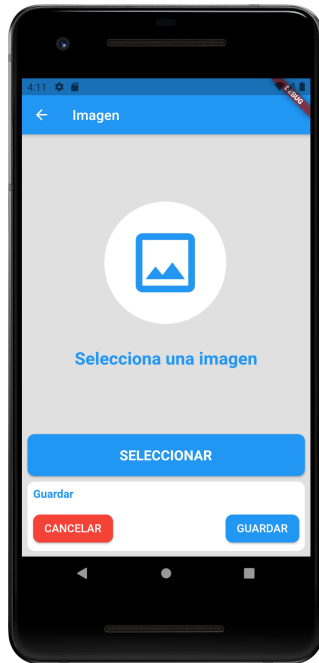 4:11
DEBUG
Imagen
Selecciona una imagen
SELECCIONAR
Guardar
CANCELAR
GUARDAR